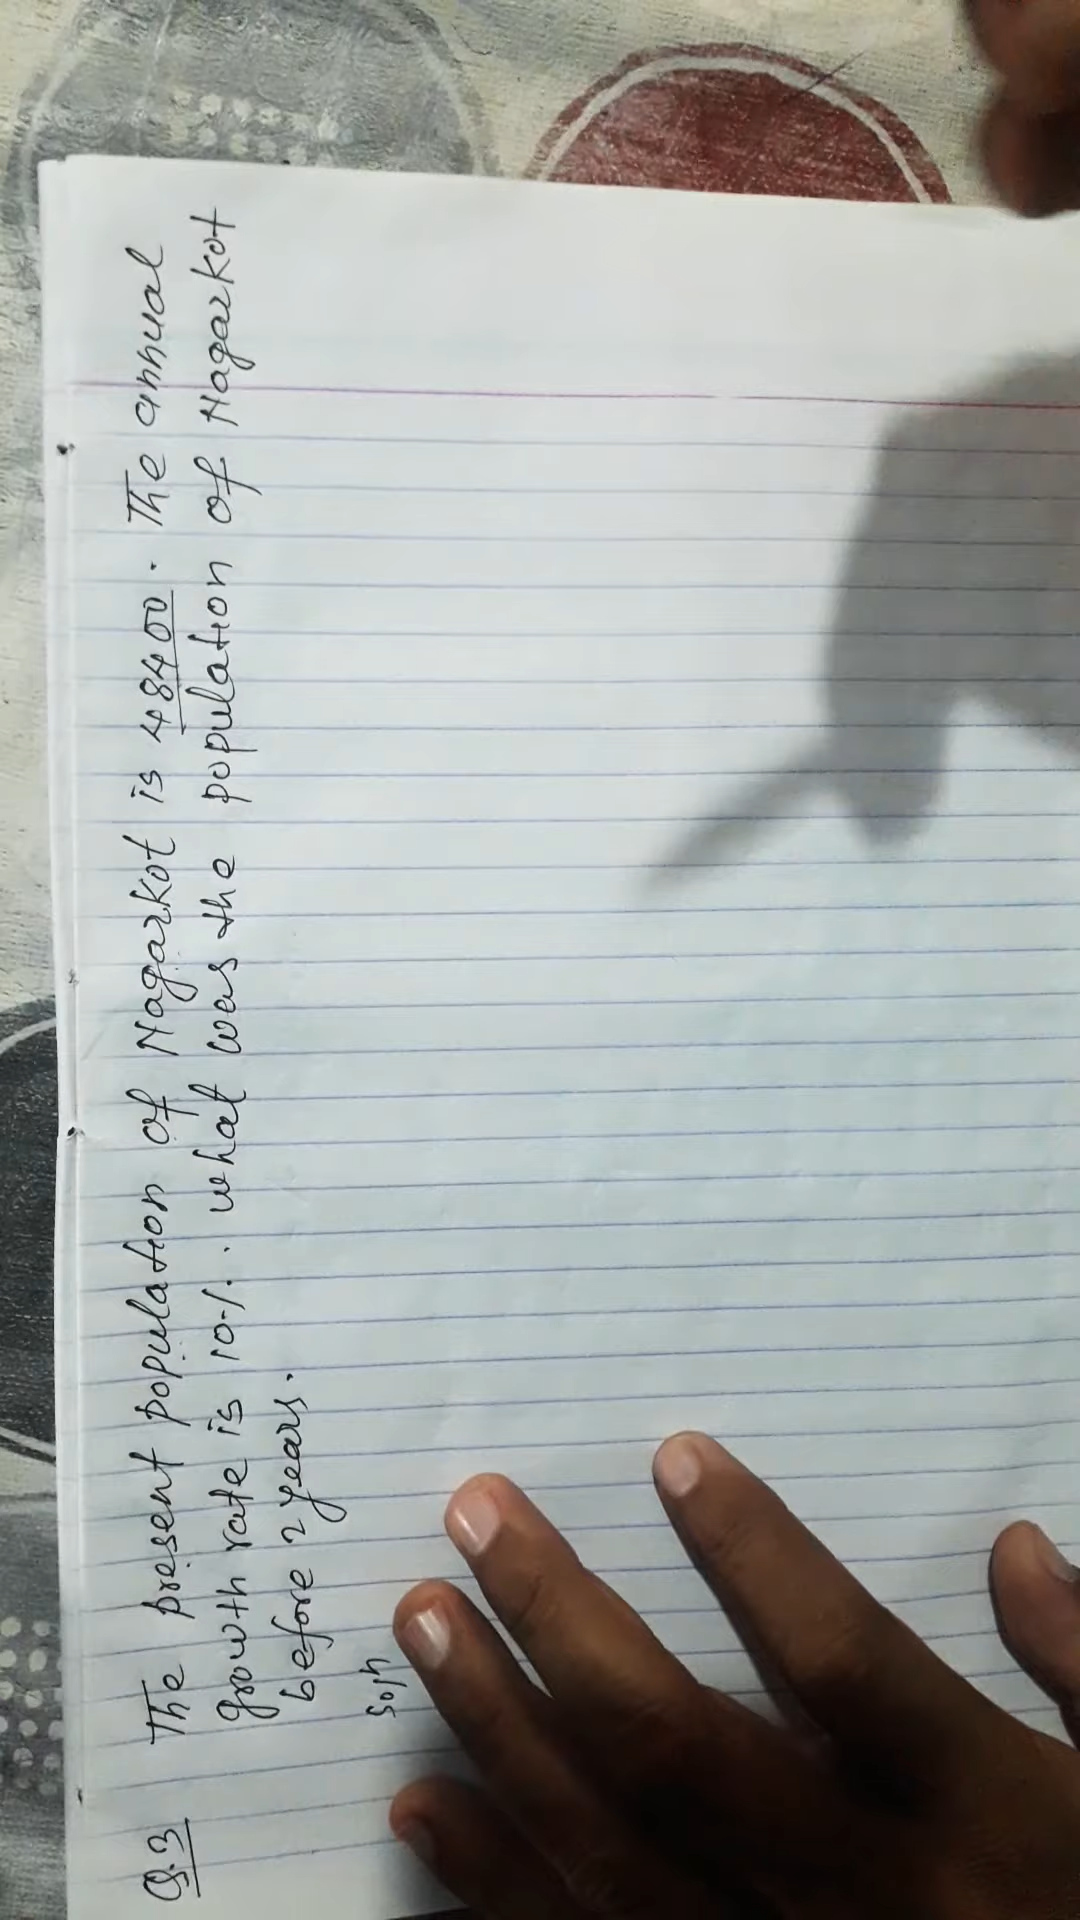 Q.3 The present population of Nagarkot is 48400. The annual
growth rate is 10%. what was the population of Nagarkot
before 2 years.
soln